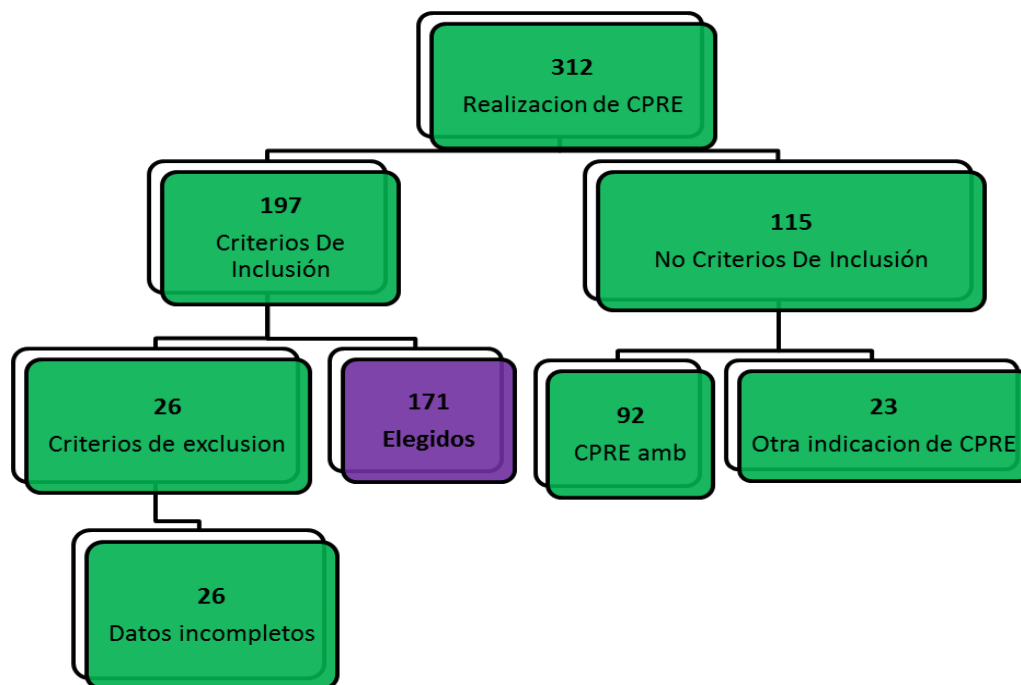 312
Realizacion de CPRE
197
Criterios De
Inclusión
115
No Criterios De Inclusión
26
Criterios de exclusion
171
Elegidos
92
CPRE amb
23
Otra indicacion de CPRE
26
Datos incompletos